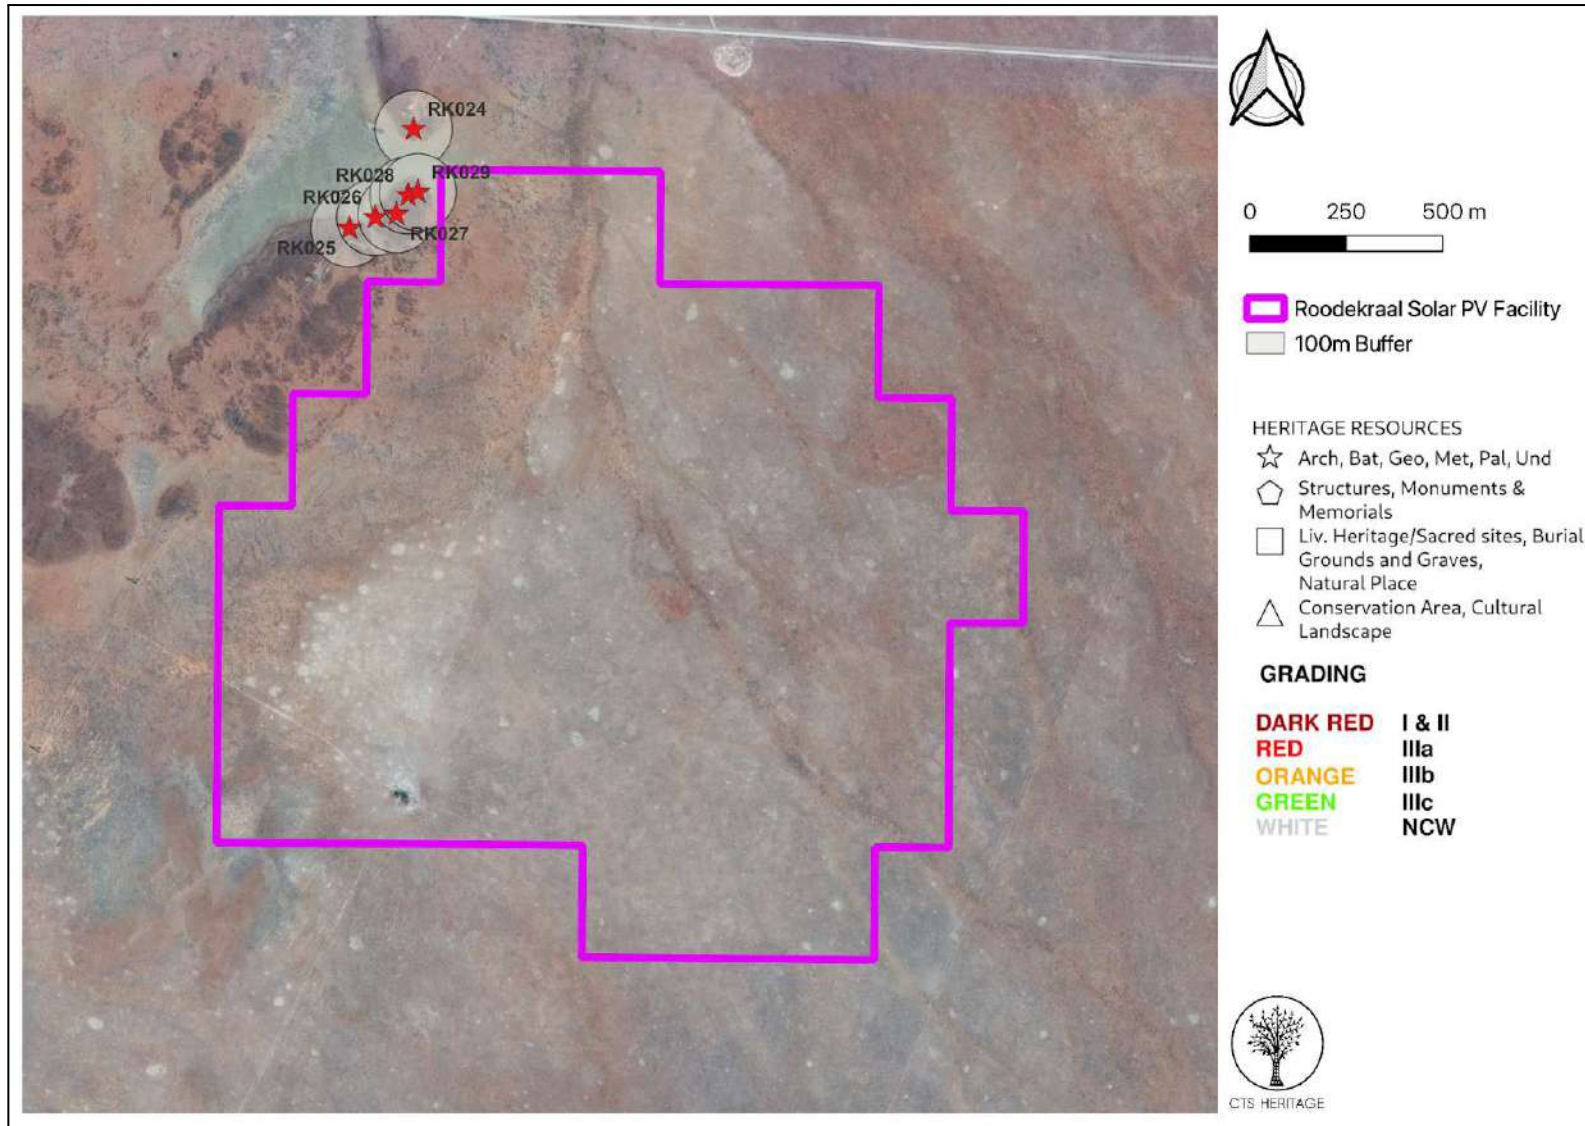 RK024
RK028
RK029
RK026
RK027
RK025
0 250 500 m
Roodekraal Solar PV Facility
100m Buffer
HERITAGE RESOURCES
Arch, Bat, Geo, Met, Pal, Und
Structures, Monuments &
Memorials
Liv. Heritage/Sacred sites, Burial
Grounds and Graves,
Natural Place
Conservation Area, Cultural
Landscape
GRADING
DARK RED I & II
RED IIIa
ORANGE IIIb
GREEN IIIc
WHITE NCW
CTS HERITAGE